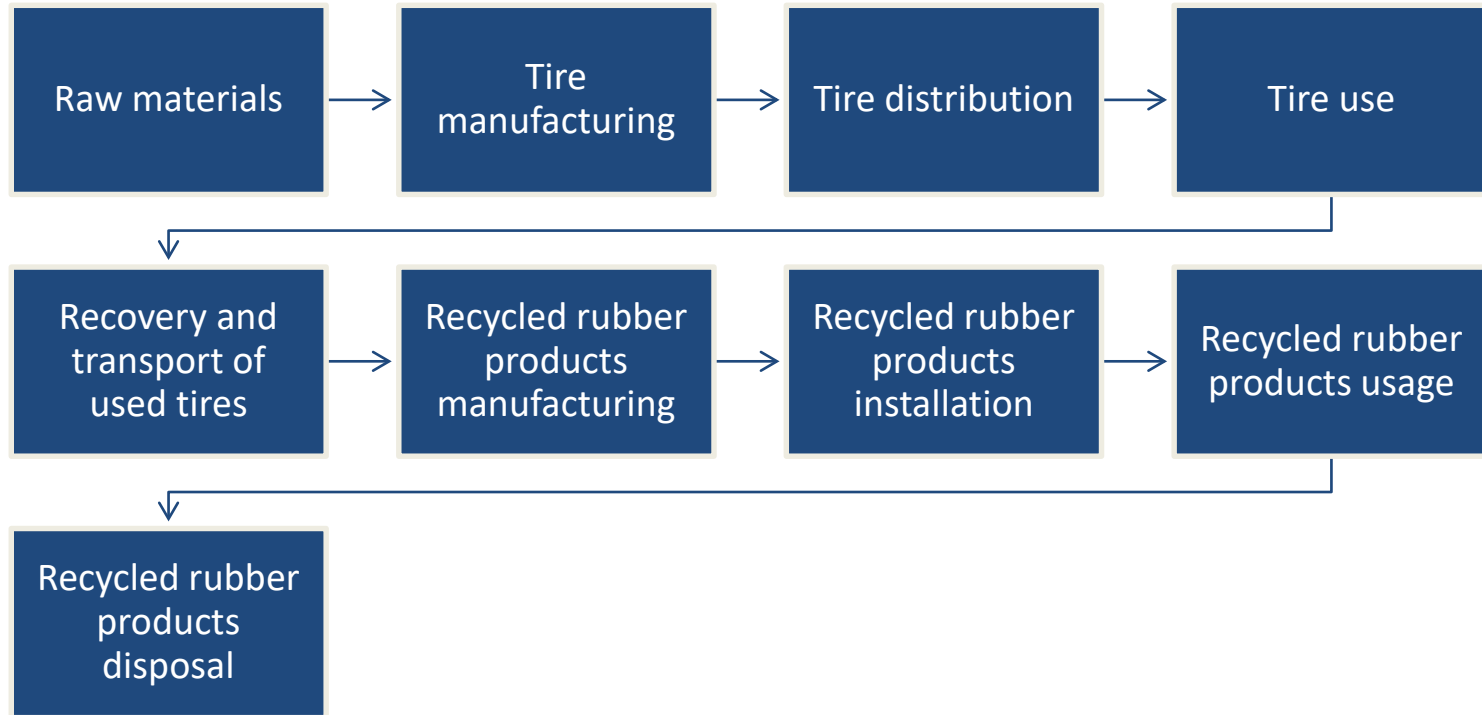 Raw materials
Tire
manufacturing
Tire distribution
Tire use
Recovery and
transport of
used tires
Recycled rubber
products
manufacturing
Recycled rubber
products
installation
Recycled rubber
products usage
Recycled rubber
products
disposal